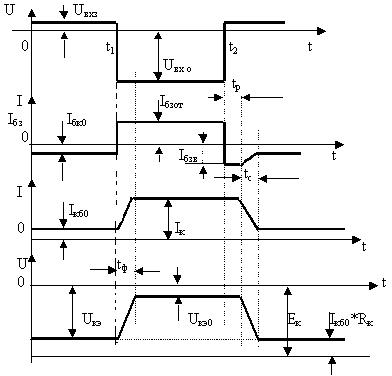 U
Uвхз
0
t1
t2
t
Uвх о
I
Iбзот
tр
Iбз
Iбк0
0
Iбзв
t
I
tс
Iкб0
Iк
0
t
U
tф
0
t
Uкэ
Uкэ0
Eк
Iкб0*Rк